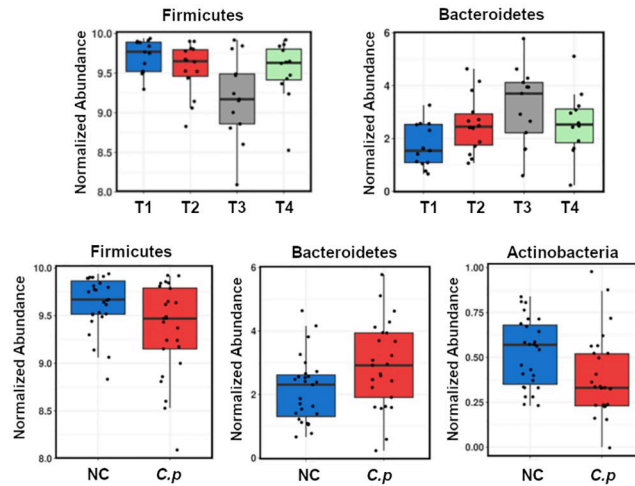 Firmicutes
Bacteroidetes
Normalized Abundance
10.0
9.5
9.0
8.5
8.0
T1 T2 T3 T4
Normalized Abundance
6
4
2
0
T1 T2 T3 T4
Firmicutes
Bacteroidetes
Actinobacteria
Normalized Abundance
10.0
9.5
9.0
8.5
8.0
NC C.p
Normalized Abundance
6
4
2
0
NC C.p
Normalized Abundance
1.00
0.75
0.50
0.25
0.00
NC C.p